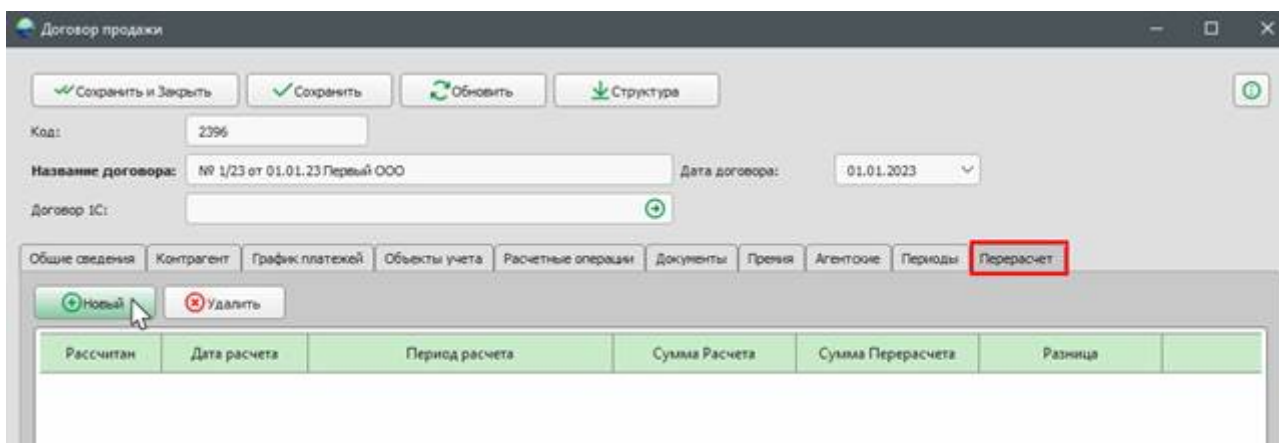 Договор продажи
Сохранить и Закрыть Сохранить Обновить Структура
Код: 2396
Название договора: № 1/23 от 01.01.23 Первый ООО Дата договора: 01.01.2023
Договор 1С:
Общие сведения Контрагент График платежей Объекты учета Расчетные операции Документы Премия Агентские Периоды Перерасчет
Новый Удалить
Рассчитан Дата расчета Период расчета Сумма Расчета Сумма Перерасчета Разница